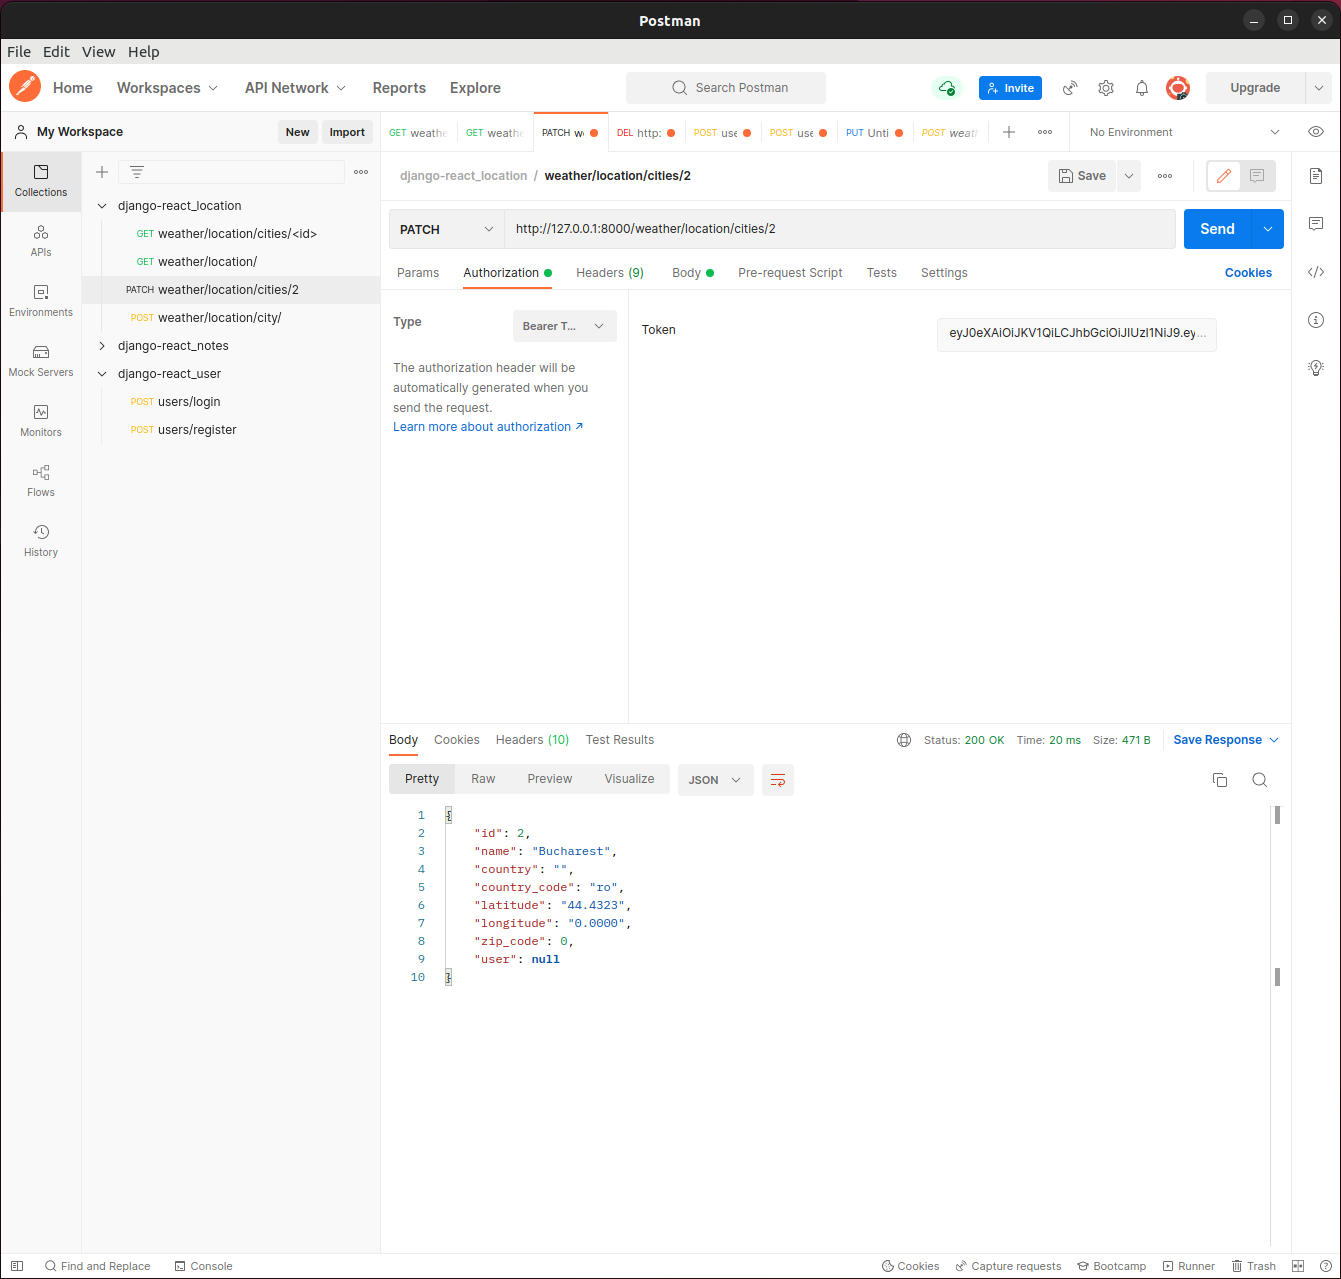 Postman
File Edit View Help
Home Workspaces API Network Reports Explore Search Postman Invite Upgrade
My Workspace New Import
GET weathe GET weathe PATCH we DEL http: POST use POST use PUT Unti POST weath No Environment
Collections
APIs
Environments
Mock Servers
Monitors
Flows
History
django-react_location
GET weather/location/cities/<id>
GET weather/location/
PATCH weather/location/cities/2
POST weather/location/city/
django-react_notes
django-react_user
POST users/login
POST users/register
django-react_location / weather/location/cities/2 Save
PATCH http://127.0.0.1:8000/weather/location/cities/2 Send
Params Authorization Headers (9) Body Pre-request Script Tests Settings Cookies
Type Bearer T...
The authorization header will be
automatically generated when you
send the request.
Learn more about authorization ↗
Token eyJ0eXAiOiJKV1QiLCJhbGciOiJIUzI1NiJ9.ey...
Body Cookies Headers (10) Test Results Status: 200 OK Time: 20 ms Size: 471 B Save Response
Pretty Raw Preview Visualize JSON
1 {
2 "id": 2,
3 "name": "Bucharest",
4 "country": "",
5 "country_code": "ro",
6 "latitude": "44.4323",
7 "longitude": "0.0000",
8 "zip_code": 0,
9 "user": null
10 }
Find and Replace Console Cookies Capture requests Bootcamp Runner Trash